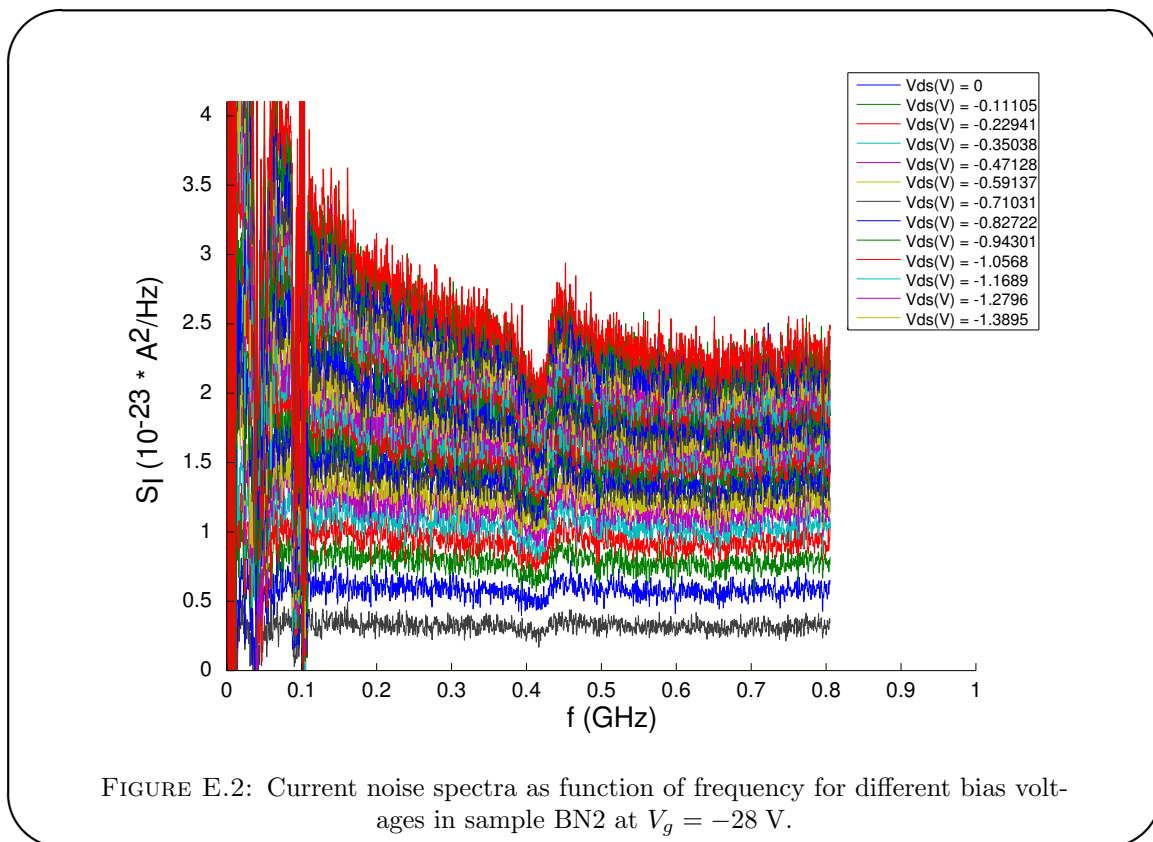 4
3.5
3
2.5
2
1.5
1
0.5
0
S_I (10^-23 * A^2/Hz)
0 0.1 0.2 0.3 0.4 0.5 0.6 0.7 0.8 0.9 1
f (GHz)
Vds(V) = 0
Vds(V) = -0.11105
Vds(V) = -0.22941
Vds(V) = -0.35038
Vds(V) = -0.47128
Vds(V) = -0.59137
Vds(V) = -0.71031
Vds(V) = -0.82722
Vds(V) = -0.94301
Vds(V) = -1.0568
Vds(V) = -1.1689
Vds(V) = -1.2796
Vds(V) = -1.3895
FIGURE E.2: Current noise spectra as function of frequency for different bias volt-
ages in sample BN2 at V_g = −28 V.